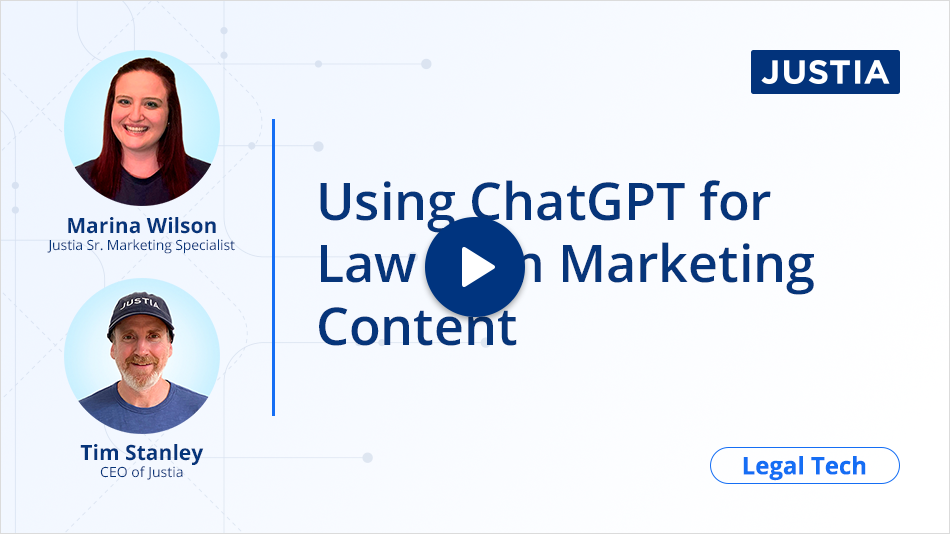 JUSTIA
Marina Wilson
Justia Sr. Marketing Specialist
JUSTIA
Tim Stanley
CEO of Justia
Using ChatGPT for
Law Marketing
Content
Legal Tech